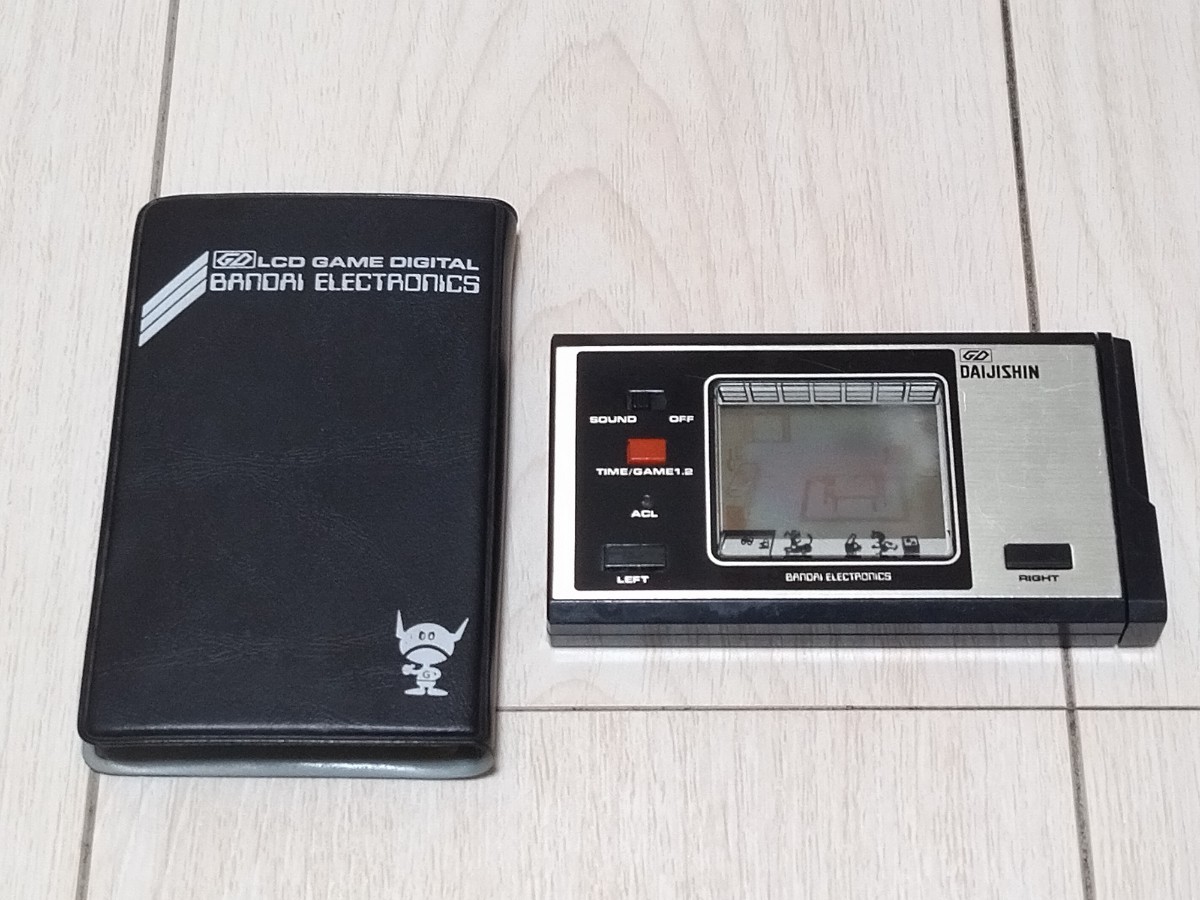 GD LCD GAME DIGITAL
BANDAI ELECTRONICS
G
GD
DAIJISHIN
SOUND OFF
TIME/GAME1.2
ACL
LEFT
BANDAI ELECTRONICS
RIGHT